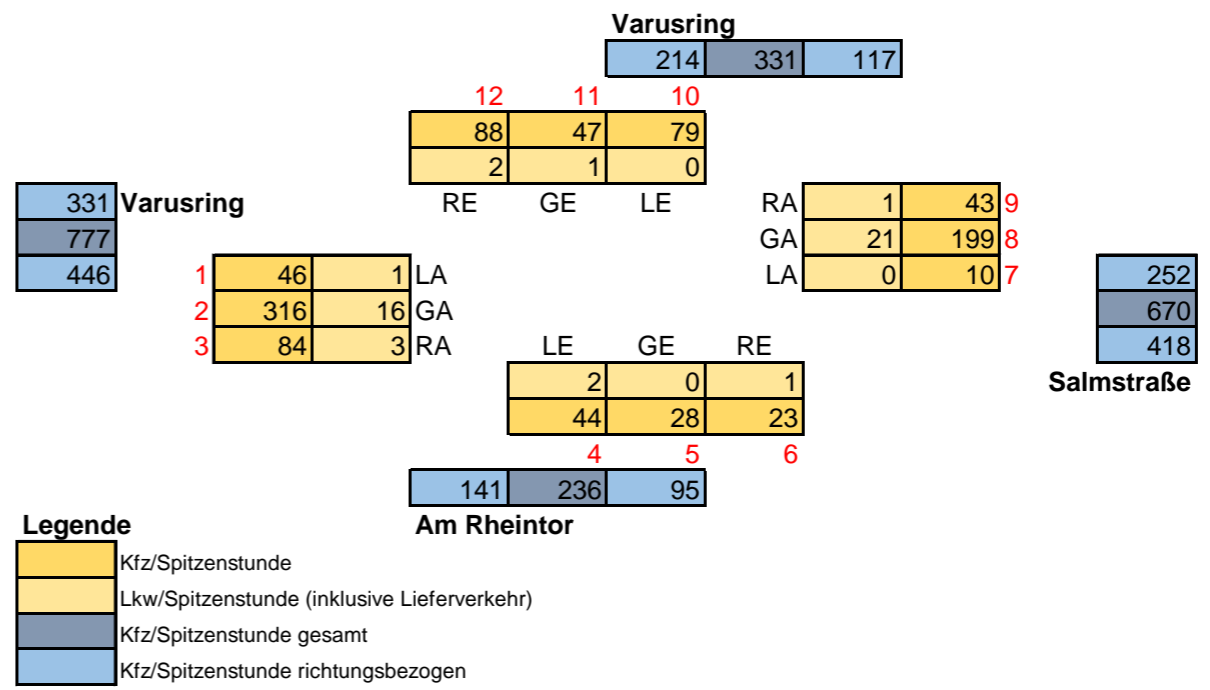 Varusring
214 331 117
12 11 10
88 47 79
2 1 0
331 Varusring RE GE LE RA 1 43 9
777 GA 21 199 8
446 1 46 1 LA LA 0 10 7 252
2 316 16 GA 670
3 84 3 RA LE GE RE 418
2 0 1 Salmstraße
44 28 23
4 5 6
141 236 95
Legende Am Rheintor
Kfz/Spitzenstunde
Lkw/Spitzenstunde (inklusive Lieferverkehr)
Kfz/Spitzenstunde gesamt
Kfz/Spitzenstunde richtungsbezogen